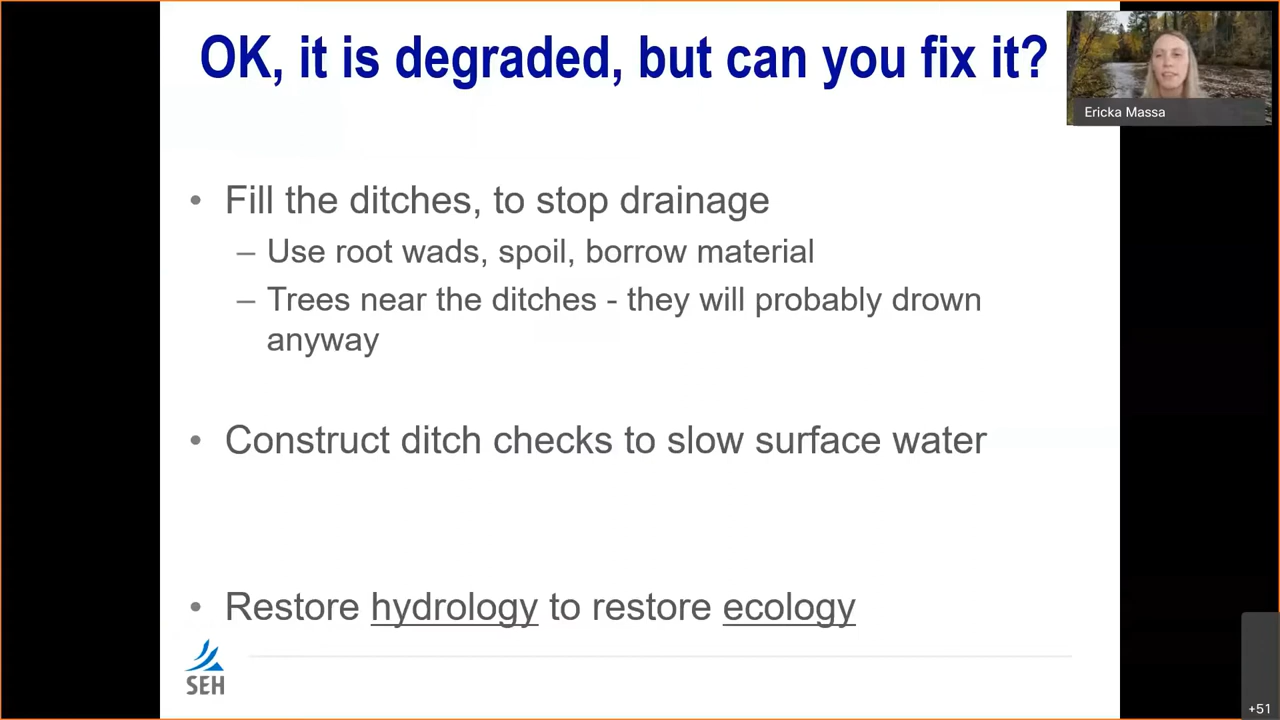 OK, it is degraded, but can you fix it?
Ericka Massa
• Fill the ditches, to stop drainage
– Use root wads, spoil, borrow material
– Trees near the ditches - they will probably drown
anyway
• Construct ditch checks to slow surface water
• Restore hydrology to restore ecology
SEH
+51